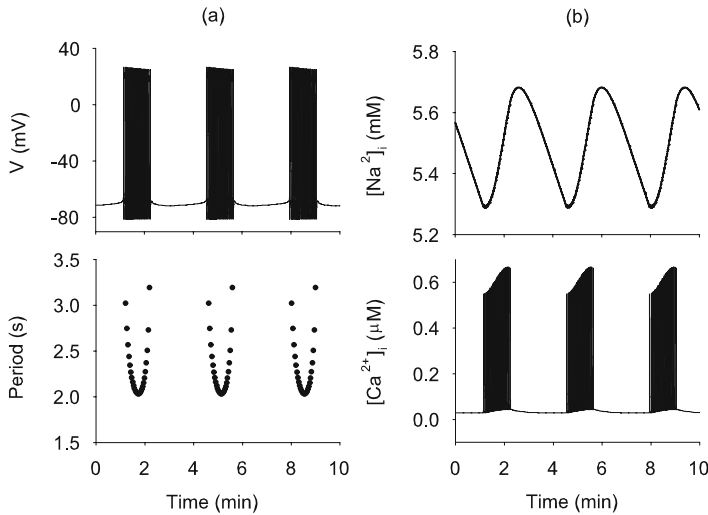 (a)
(b)
V (mV)
40
0
-40
-80
[Na²]ᵢ (mM)
5.8
5.6
5.4
5.2
Period (s)
3.5
3.0
2.5
2.0
1.5
0 2 4 6 8 10
Time (min)
[Ca²⁺]ᵢ (μM)
0.6
0.4
0.2
0.0
0 2 4 6 8 10
Time (min)